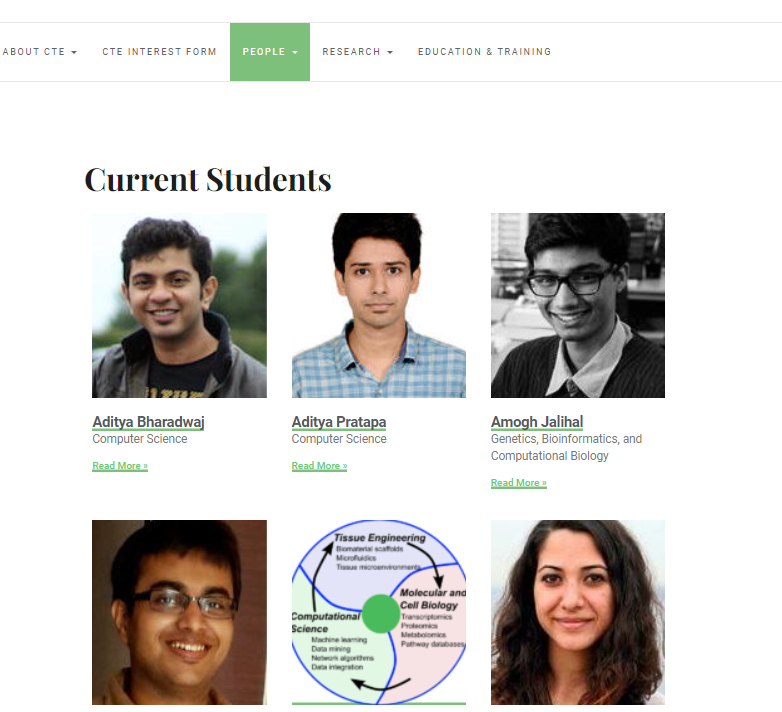 ABOUT CTE
CTE INTEREST FORM
PEOPLE
RESEARCH
EDUCATION & TRAINING
Current Students
Aditya Bharadwaj
Computer Science
Read More »
Aditya Pratapa
Computer Science
Read More »
Amogh Jalihal
Genetics, Bioinformatics, and
Computational Biology
Read More »
Tissue Engineering
Biomaterial scaffolds
Microfluidics
Tissue microenvironments
Molecular and
Cell Biology
Transcriptomics
Proteomics
Metabolomics
Pathway databases
Computational
Science
Machine learning
Data mining
Network algorithms
Data integration